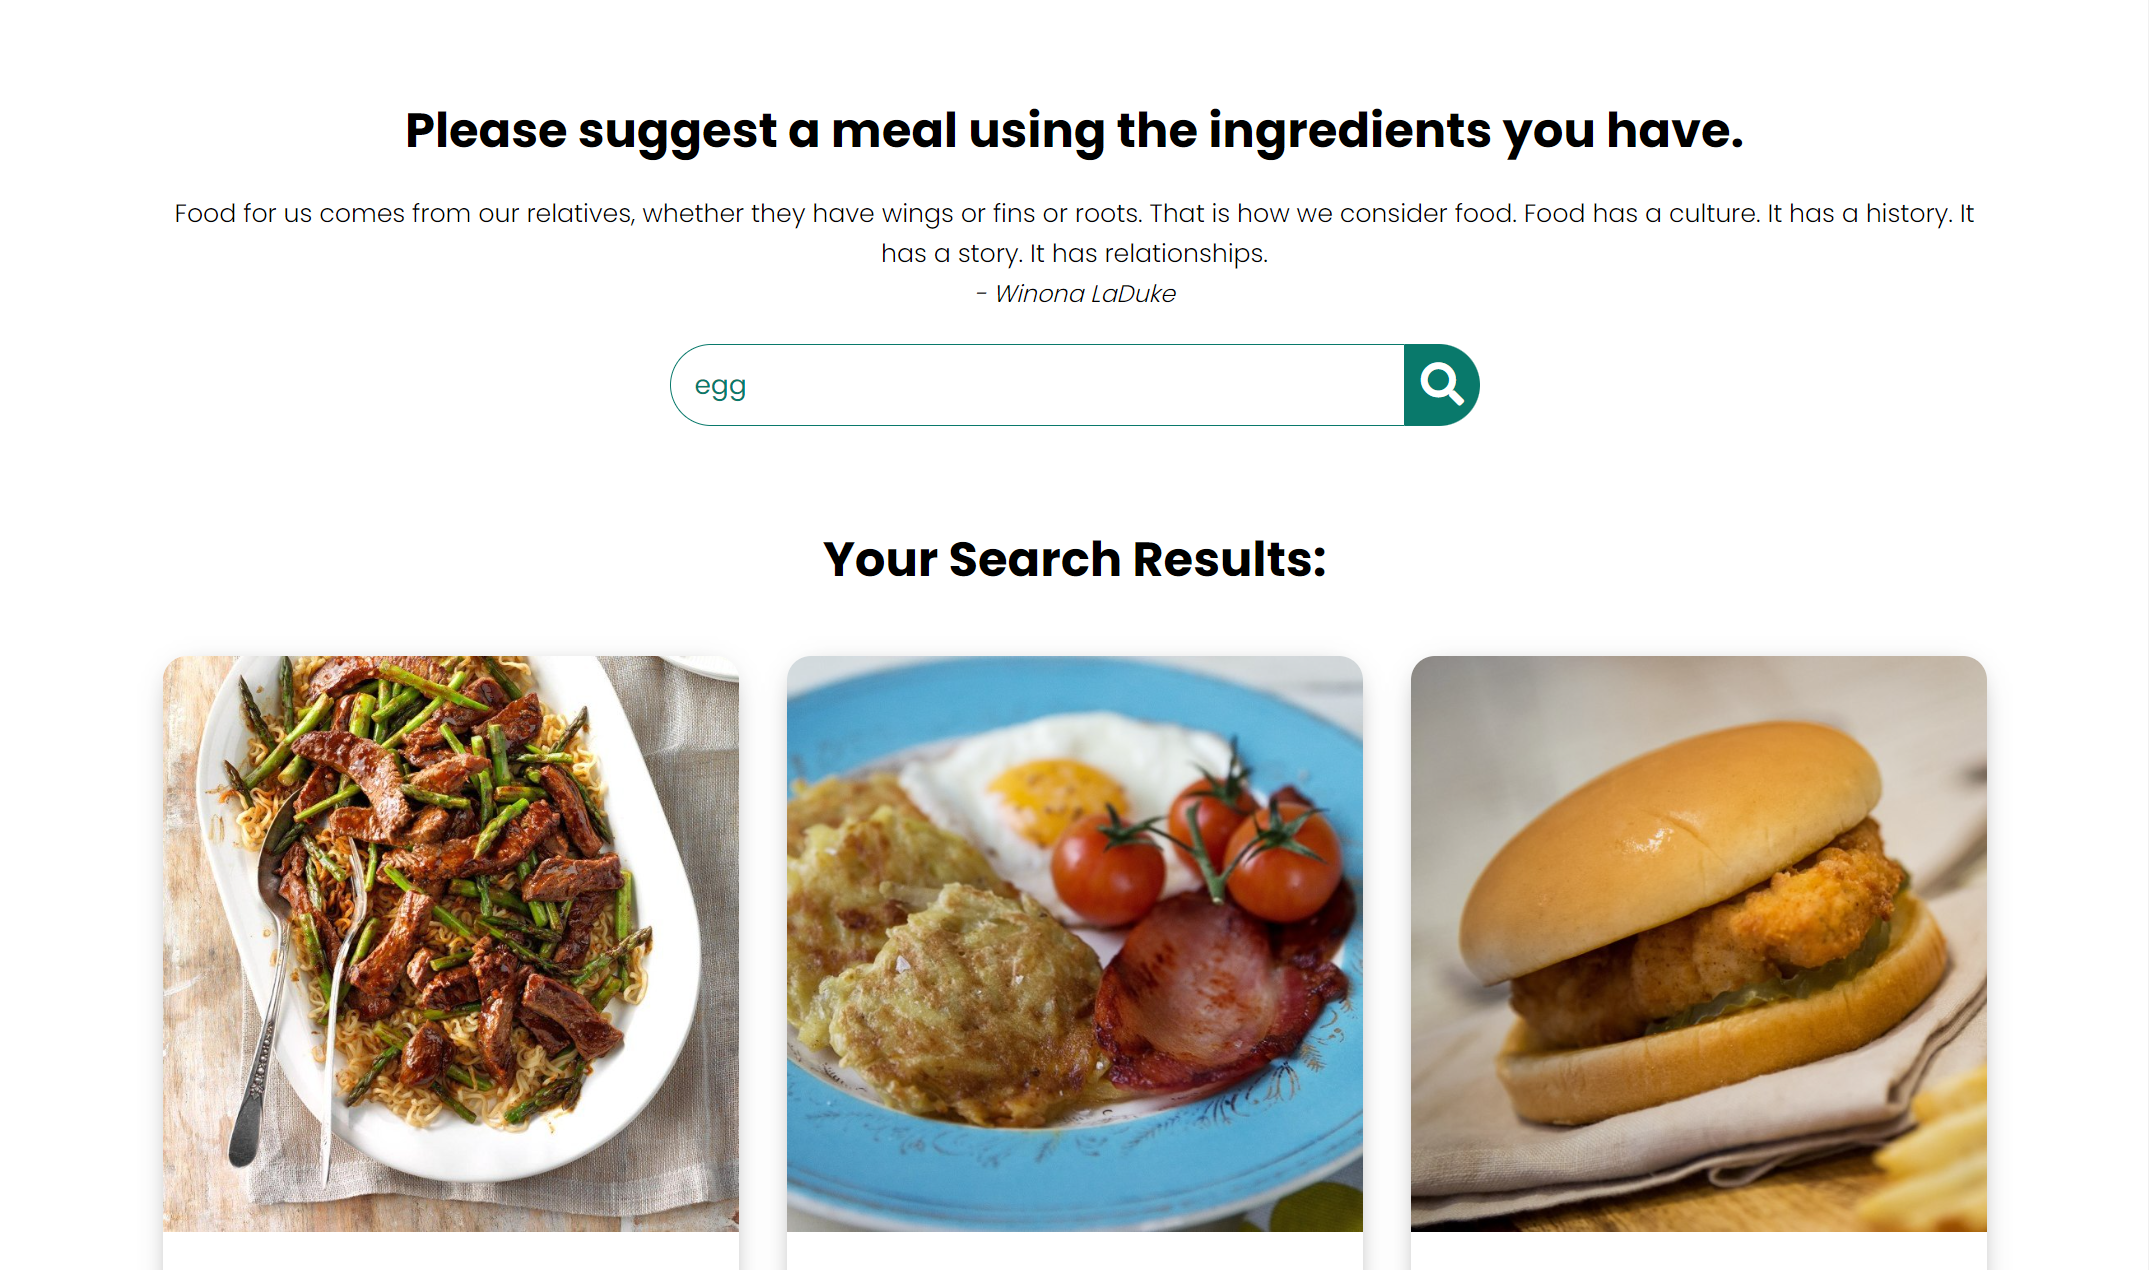 Please suggest a meal using the ingredients you have.
Food for us comes from our relatives, whether they have wings or fins or roots. That is how we consider food. Food has a culture. It has a history. It
has a story. It has relationships.
- Winona LaDuke
egg
Your Search Results: